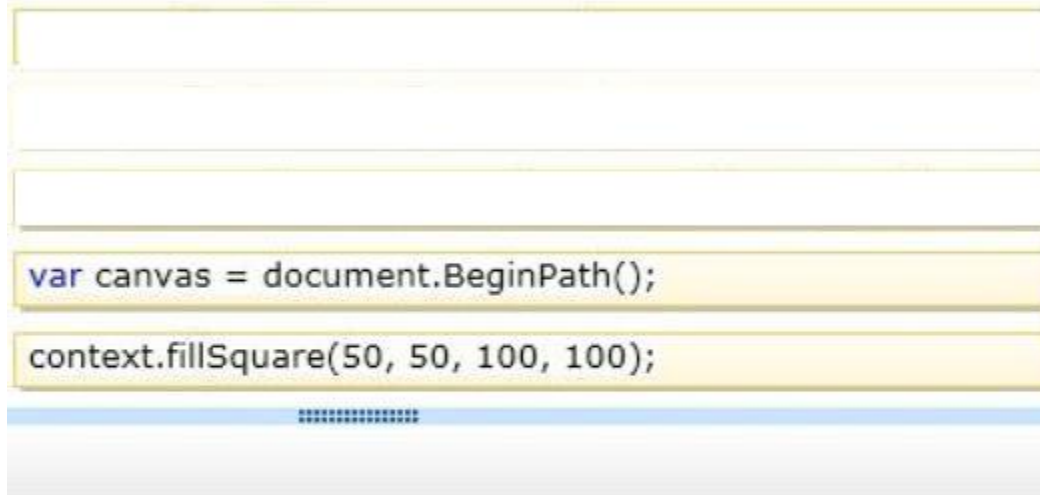 var canvas = document.BeginPath();
context.fillSquare(50, 50, 100, 100);